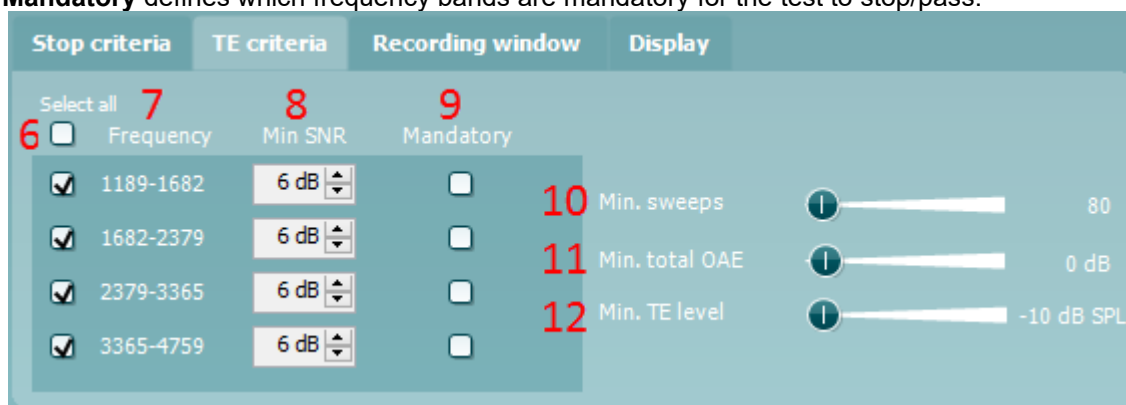 Mandatory defines which frequency bands are mandatory for the test to stop/pass.
Stop criteria TE criteria Recording window Display
Select all 7 8 9
6 Frequency Min SNR Mandatory
1189-1682 6 dB
10 Min. sweeps 80
1682-2379 6 dB
11 Min. total OAE 0 dB
2379-3365 6 dB
12 Min. TE level -10 dB SPL
3365-4759 6 dB